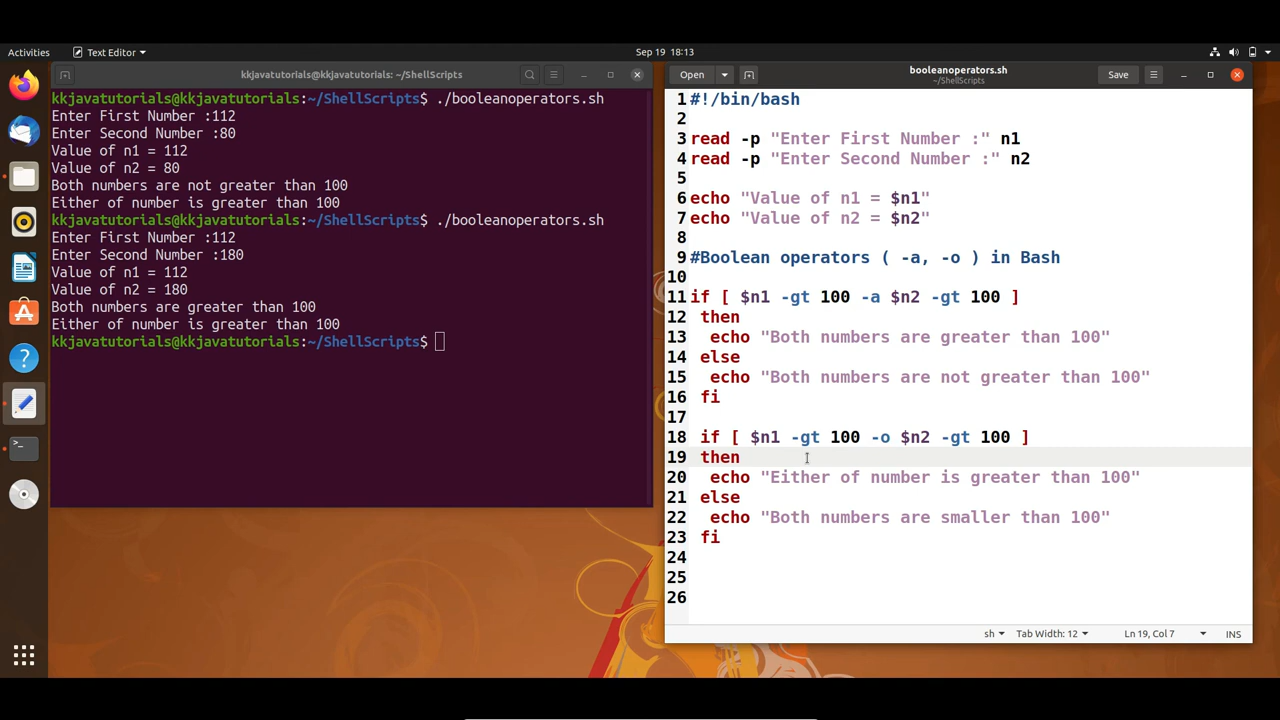 Activities
Text Editor
Sep 19 18:13
kkjavatutorials@kkjavatutorials: ~/ShellScripts
kkjavatutorials@kkjavatutorials:~/ShellScripts$ ./booleanoperators.sh
Enter First Number :112
Enter Second Number :80
Value of n1 = 112
Value of n2 = 80
Both numbers are not greater than 100
Either of number is greater than 100
kkjavatutorials@kkjavatutorials:~/ShellScripts$ ./booleanoperators.sh
Enter First Number :112
Enter Second Number :180
Value of n1 = 112
Value of n2 = 180
Both numbers are greater than 100
Either of number is greater than 100
kkjavatutorials@kkjavatutorials:~/ShellScripts$
Open
booleanoperators.sh
~/ShellScripts
Save
1 #!/bin/bash
2
3 read -p "Enter First Number :" n1
4 read -p "Enter Second Number :" n2
5
6 echo "Value of n1 = $n1"
7 echo "Value of n2 = $n2"
8
9 #Boolean operators ( -a, -o ) in Bash
10
11 if [ $n1 -gt 100 -a $n2 -gt 100 ]
12 then
13 echo "Both numbers are greater than 100"
14 else
15 echo "Both numbers are not greater than 100"
16 fi
17
18 if [ $n1 -gt 100 -o $n2 -gt 100 ]
19 then
20 echo "Either of number is greater than 100"
21 else
22 echo "Both numbers are smaller than 100"
23 fi
24
25
26
sh
Tab Width: 12
Ln 19, Col 7
INS